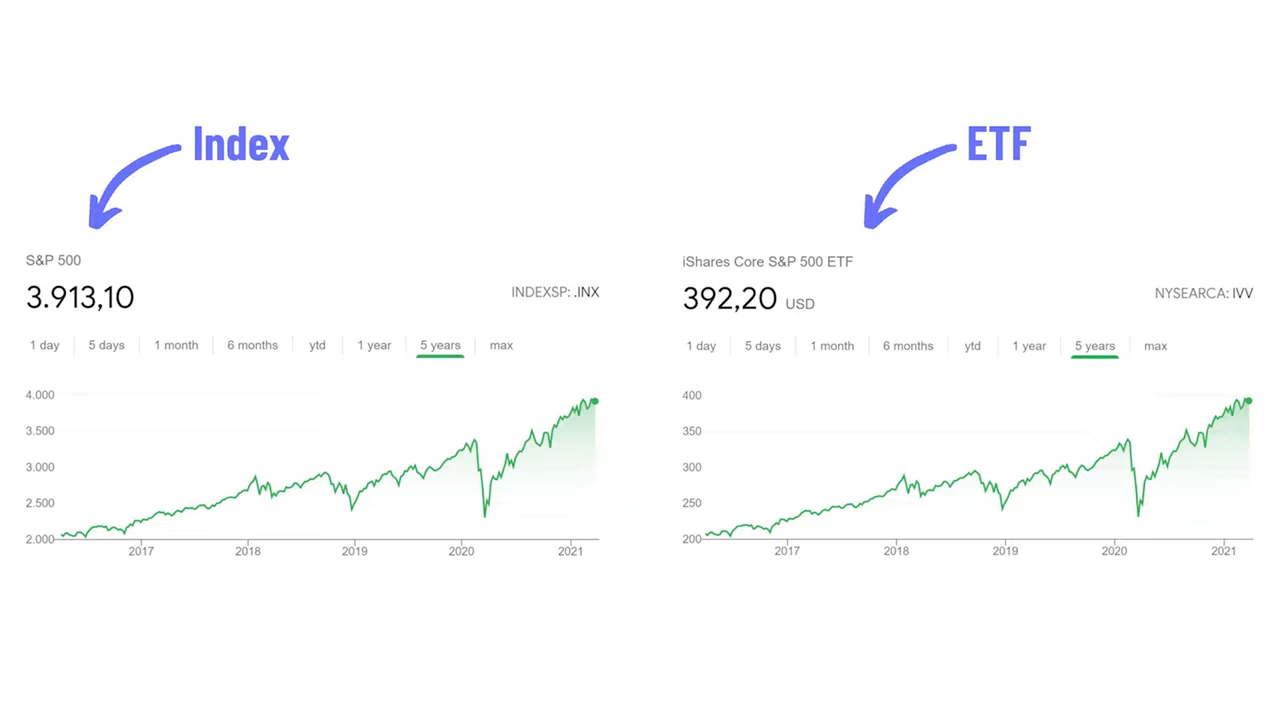 Index
S&P 500
3.913,10
INDEXSP: .INX
1 day 5 days 1 month 6 months ytd 1 year 5 years max
4.000
3.500
3.000
2.500
2.000
2017 2018 2019 2020 2021
ETF
iShares Core S&P 500 ETF
392,20 USD
NYSEARCA: IVV
1 day 5 days 1 month 6 months ytd 1 year 5 years max
400
350
300
250
200
2017 2018 2019 2020 2021